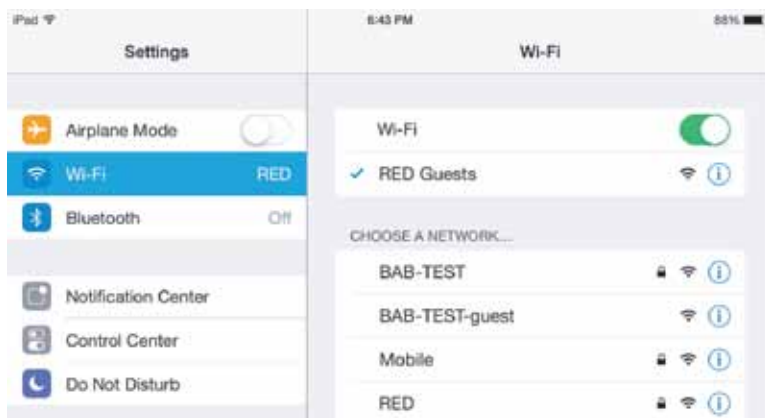 iPad
6:43 PM
88%
Settings
Wi-Fi
Airplane Mode
Wi-Fi RED
Bluetooth Off
Notification Center
Control Center
Do Not Disturb
Wi-Fi
RED Guests
CHOOSE A NETWORK...
BAB-TEST
BAB-TEST-guest
Mobile
RED